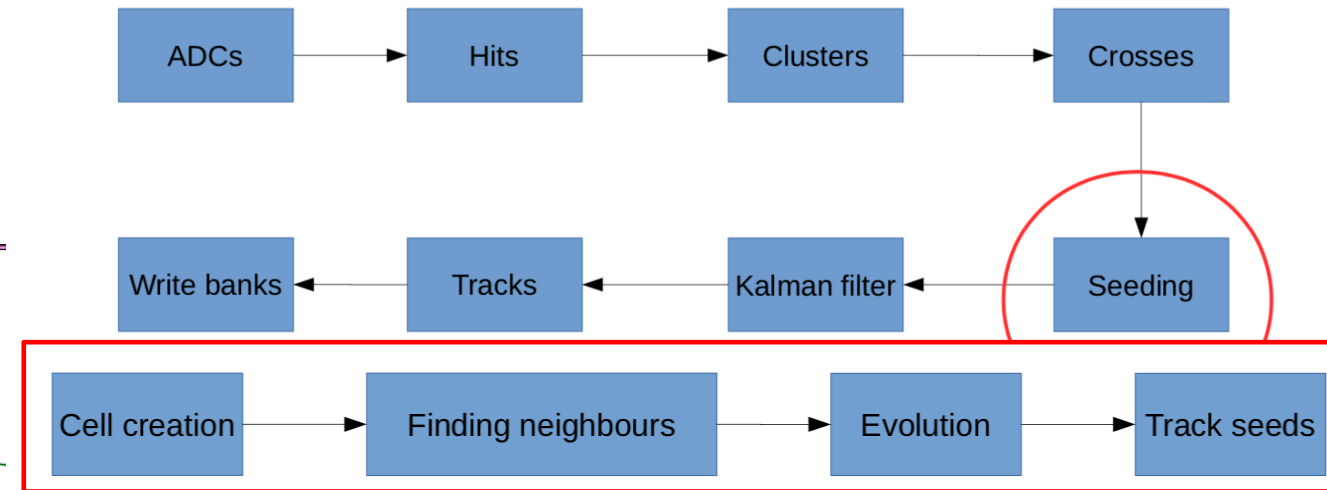 ADCs
Hits
Clusters
Crosses
Write banks
Tracks
Kalman filter
Seeding
Cell creation
Finding neighbours
Evolution
Track seeds